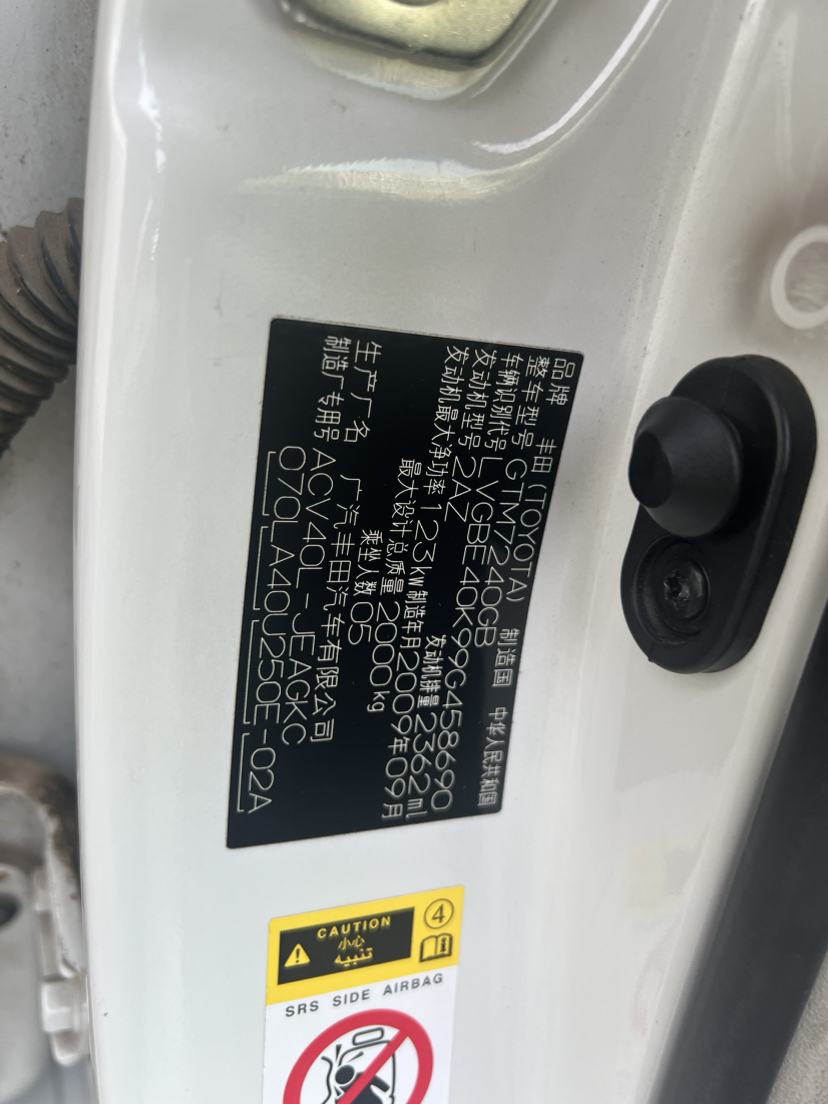 品牌 丰田（TOYOTA） 制造国 中华人民共和国
整车型号 GTM7240GB
车辆识别代号 LVGBE40K99G458690
发动机型号 2AZ 发动机排量 2362ml
发动机最大净功率 123kw 制造年月 2009年09月
最大设计总质量 2000kg
乘坐人数 05
生产厂名 广汽丰田汽车有限公司
制造厂专用号 ACV40L-JEAGKC
070LA40U250E-02A
CAUTION
小心
تنبيه
4
SRS SIDE AIRBAG